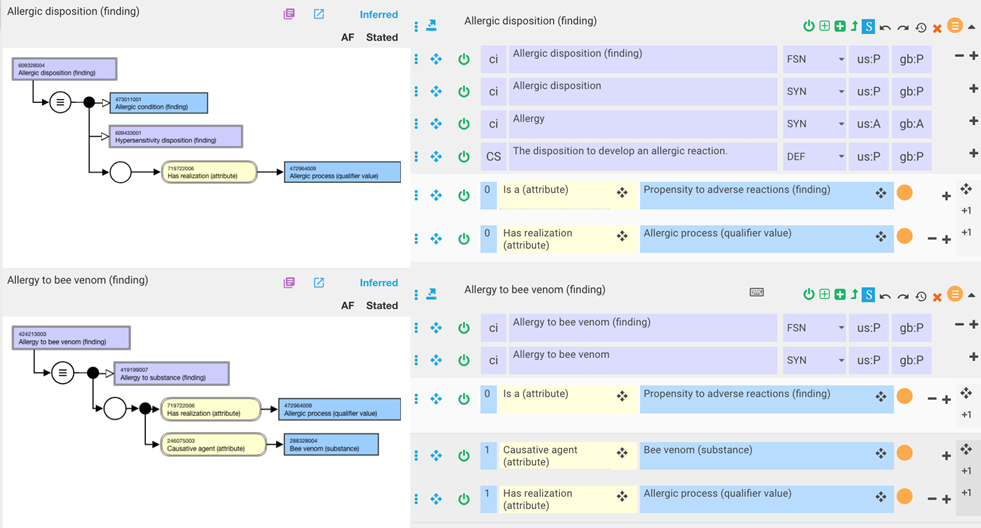 Allergic disposition (finding)
Inferred
AF Stated
609328004
Allergic disposition (finding)
473011001
Allergic condition (finding)
609433001
Hypersensitivity disposition (finding)
719722006
Has realization (attribute)
472964009
Allergic process (qualifier value)
Allergic disposition (finding)
S
ci Allergic disposition (finding) FSN us:P gb:P
ci Allergic disposition SYN us:P gb:P
ci Allergy SYN us:A gb:A
CS The disposition to develop an allergic reaction. DEF us:P gb:P
0 Is a (attribute) Propensity to adverse reactions (finding)
+1
0 Has realization (attribute) Allergic process (qualifier value)
+1
Allergy to bee venom (finding)
Inferred
AF Stated
424213003
Allergy to bee venom (finding)
419199007
Allergy to substance (finding)
719722006
Has realization (attribute)
472964009
Allergic process (qualifier value)
246075003
Causative agent (attribute)
288328004
Bee venom (substance)
Allergy to bee venom (finding)
S
ci Allergy to bee venom (finding) FSN us:P gb:P
ci Allergy to bee venom SYN us:P gb:P
0 Is a (attribute) Propensity to adverse reactions (finding)
+1
1 Causative agent (attribute) Bee venom (substance)
+1
1 Has realization (attribute) Allergic process (qualifier value)
+1